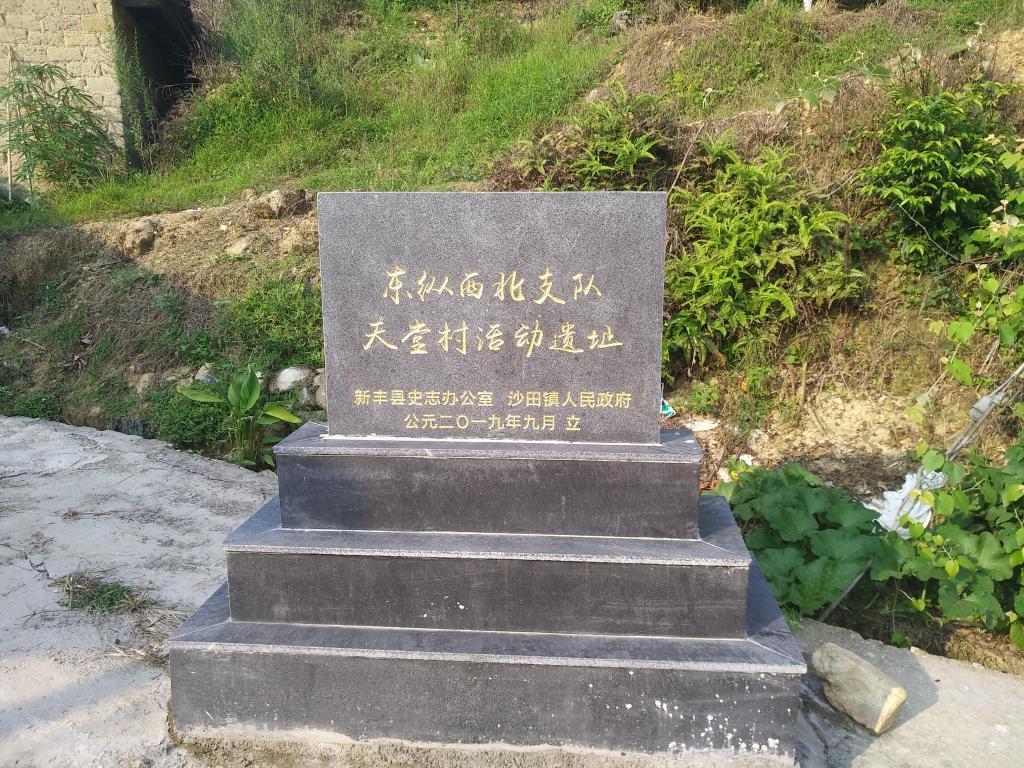 东纵西北支队
天堂村活动遗址
新丰县史志办公室 沙田镇人民政府
公元二〇一九年九月 立